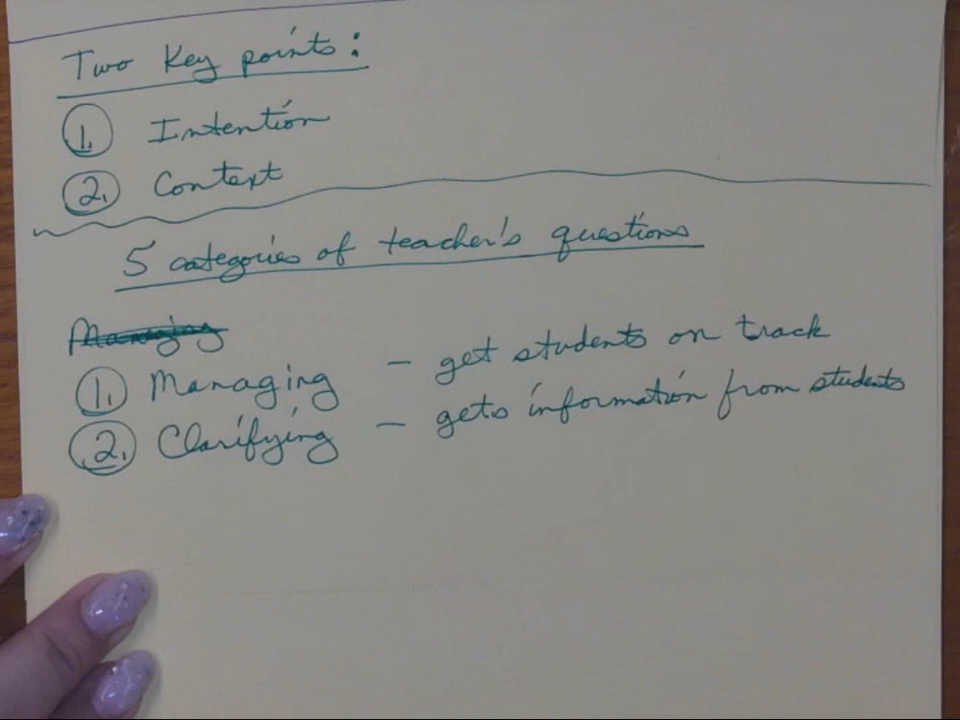 Two Key points:
1. Intention
2. Context
5 categories of teacher's questions
Managing
1. Managing - get students on track
2. Clarifying - gets information from students